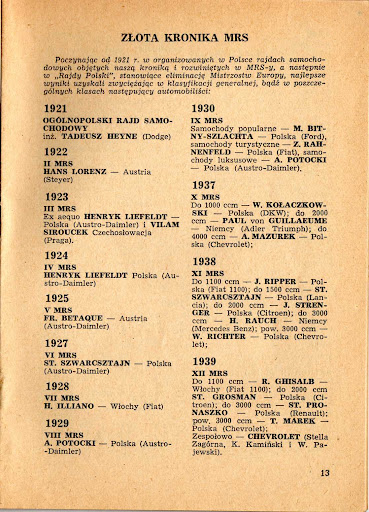 ZŁOTA KRONIKA MRS
Poczynając od 1921 r. w organizowanych w Polsce rajdach samocho-
dowych objętych naszą kroniką i rozwiniętych w MRS-y, a następnie
w „Rajdy Polski", stanowiące eliminację Mistrzostw Europy, najlepsze
wyniki uzyskali zwyciężając w klasyfikacji generalnej, bądź w poszcze-
gólnych klasach następujący automobiliści:
1921
OGÓLNOPOLSKI RAJD SAMO-
CHODOWY
inż. TADEUSZ HEYNE (Dodge)
1922
II MRS
HANS LORENZ — Austria
(Steyer)
1923
III MRS
Ex aequo HENRYK LIEFELDT —
Polska (Austro-Daimler) i VILAM
SIROUCEK Czechosłowacja
(Praga).
1924
IV MRS
HENRYK LIEFELDT Polska (Au-
stro-Daimler)
1925
V MRS
FR. BETAQUE — Austria
(Austro-Daimler)
1927
VI MRS
ST. SZWARCSZTAJN — Polska
(Austro-Daimler)
1928
VII MRS
H. ILLIANO — Włochy (Fiat)
1929
VIII MRS
A. POTOCKI — Polska (Austro-
-Daimler)
1930
IX MRS
Samochody popularne — M. BIT-
NY-SZLACHTA — Polska (Ford),
samochody turystyczne — Z. RAH-
NENFELD — Polska (Fiat), samo-
chody luksusowe — A. POTOCKI
— Polska (Austro-Daimler),
1937
X MRS
Do 1000 ccm — W. KOŁACZKOW-
SKI — Polska (DKW); do 2000
ccm — PAUL von GUILLAEUME
— Niemcy (Adler Triumph); do
4000 ccm — A. MAZUREK — Pol-
ska (Chevrolet);
1938
XI MRS
Do 1100 ccm — J. RIPPER — Pol-
ska (Fiat 1100); do 1500 ccm — ST.
SZWARCSZTAJN — Polska (Lan-
cia); do 2000 ccm — J. STREN-
GER — Polska (Citroen); do 3000
ccm — H. RAUCH — Niemcy
(Mercedes Benz); pow. 3000 ccm —
W. RICHTER — Polska (Chevro-
let);
1939
XII MRS
Do 1100 ccm — R. GHISALB —
Włochy (Fiat 1100); do 2000 ccm
ST. GROSMAN — Polska (Ci-
troen); do 3000 ccm — ST. PRO-
NASZKO — Polska (Renault);
pow. 3000 ccm — T. MAREK —
Polska (Chevrolet);
Zespołowo — CHEVROLET (Stella
Zagórna, K. Kamiński i W. Pa-
jewski).
13